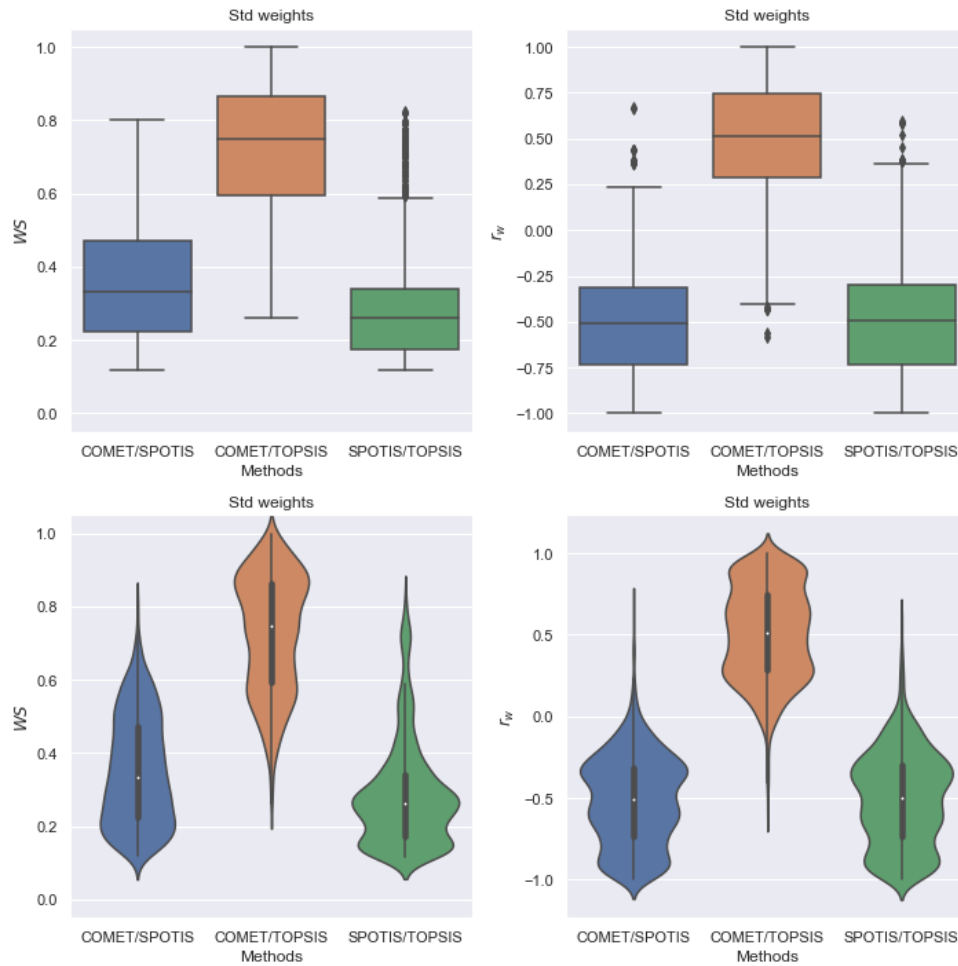 Std weights
1.0
0.8
0.6
0.4
0.2
0.0
WS
COMET/SPOTIS COMET/TOPSIS SPOTIS/TOPSIS
Methods
Std weights
1.00
0.75
0.50
0.25
0.00
−0.25
−0.50
−0.75
−1.00
r_w
COMET/SPOTIS COMET/TOPSIS SPOTIS/TOPSIS
Methods
Std weights
1.0
0.8
0.6
0.4
0.2
0.0
WS
COMET/SPOTIS COMET/TOPSIS SPOTIS/TOPSIS
Methods
Std weights
1.0
0.5
0.0
−0.5
−1.0
r_w
COMET/SPOTIS COMET/TOPSIS SPOTIS/TOPSIS
Methods